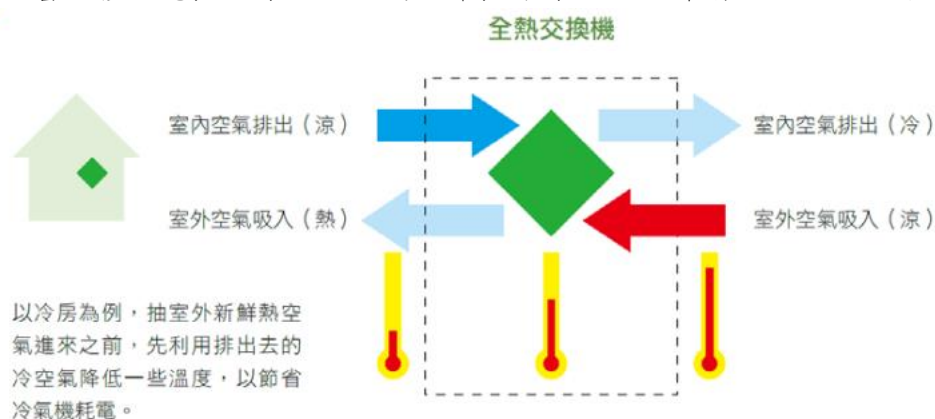 全熱交換機
室內空氣排出（涼）
室內空氣排出（冷）
室外空氣吸入（熱）
室外空氣吸入（涼）
以冷房為例，抽室外新鮮熱空
氣進來之前，先利用排出去的
冷空氣降低一些溫度，以節省
冷氣機耗電。